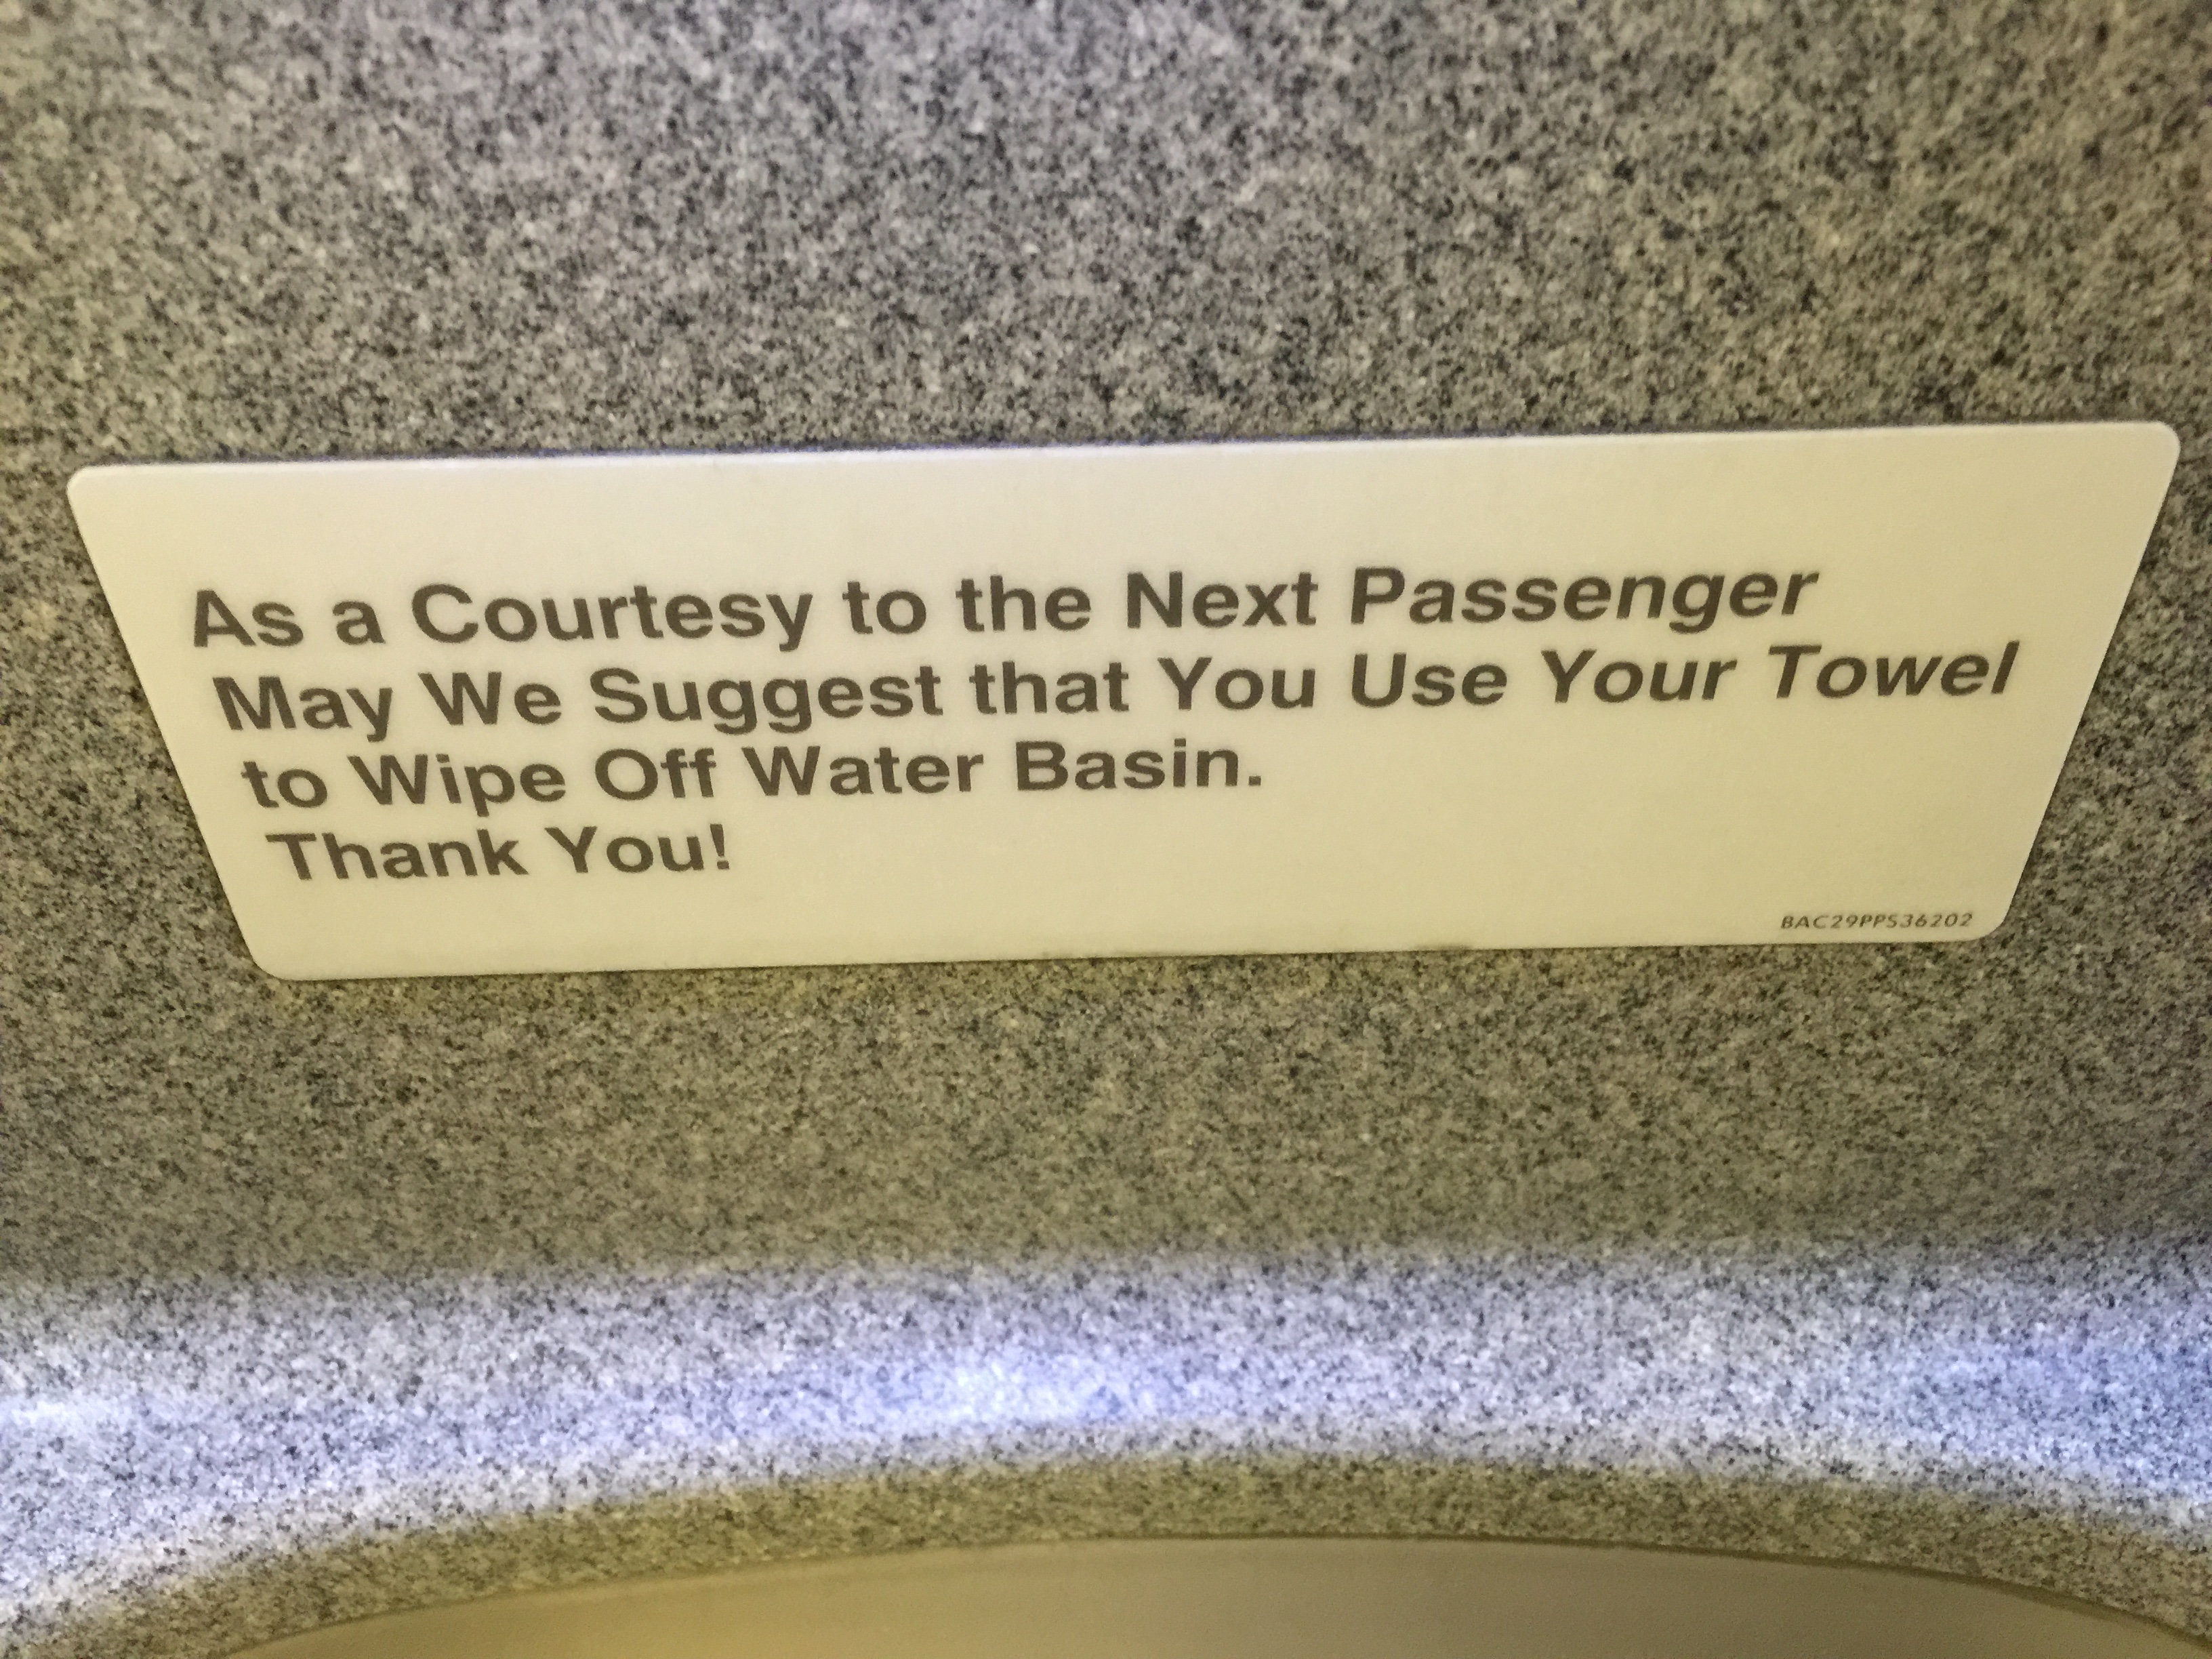 As a Courtesy to the Next Passenger
May We Suggest that You Use Your Towel
to Wipe Off Water Basin.
Thank You!
BAC29PPS36202